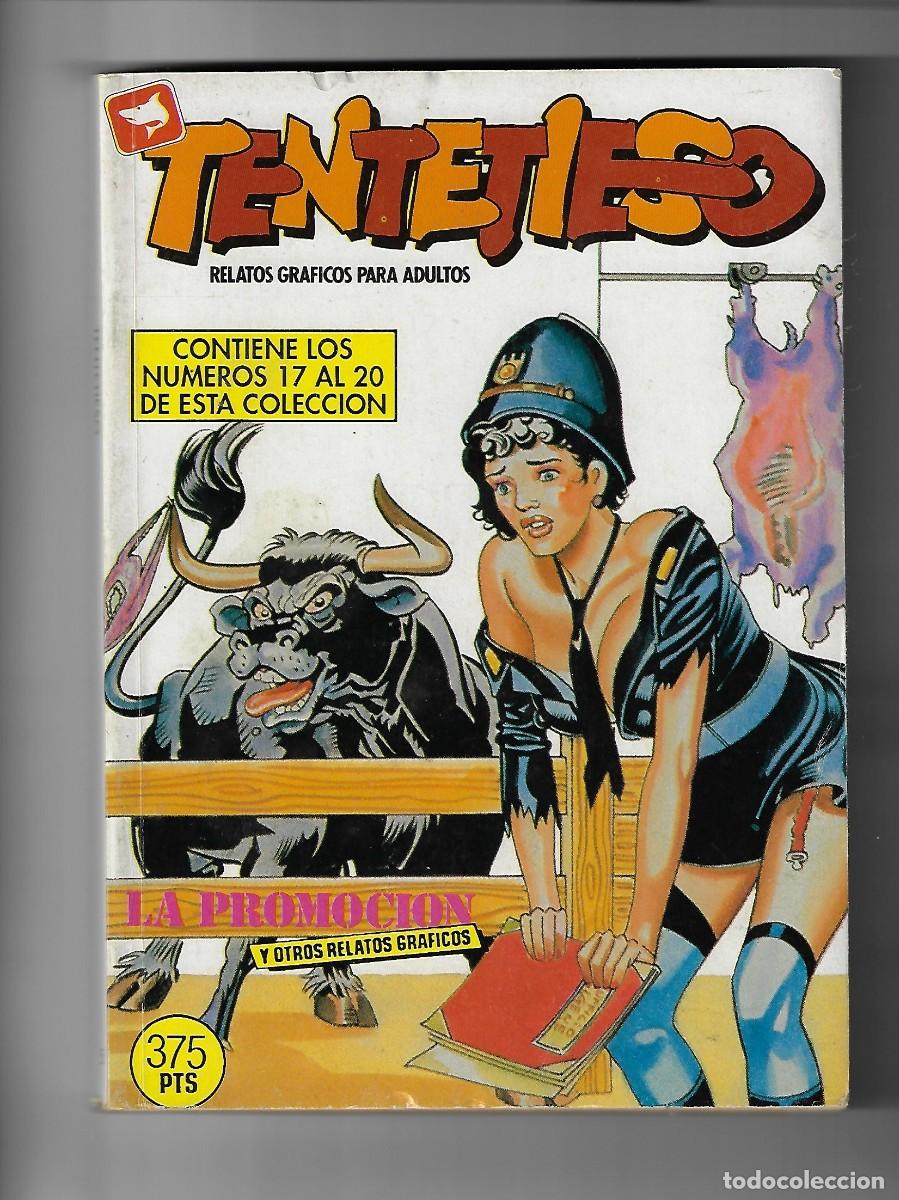 TENTETIESO
RELATOS GRAFICOS PARA ADULTOS
CONTIENE LOS
NUMEROS 17 AL 20
DE ESTA COLECCION
LA PROMOCION
Y OTROS RELATOS GRAFICOS
375
PTS
todocoleccion